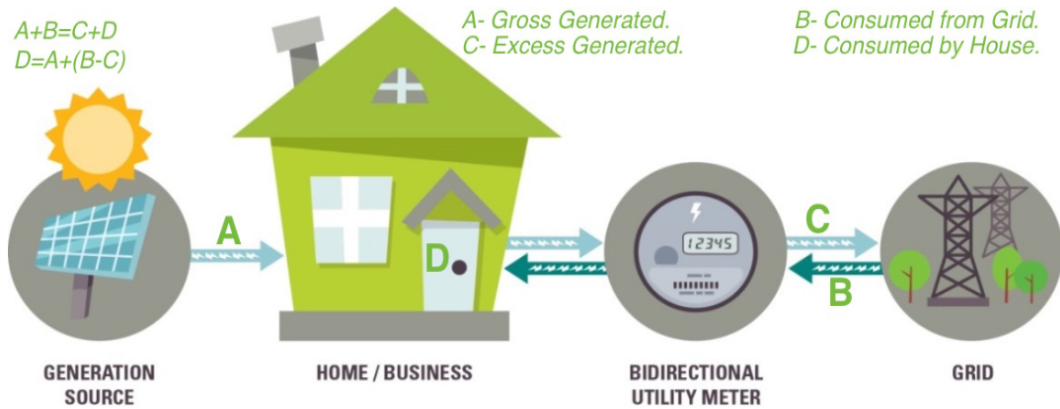 A+B=C+D
D=A+(B-C)
A- Gross Generated.
C- Excess Generated.
B- Consumed from Grid.
D- Consumed by House.
A
D
C
B
12345
GENERATION
SOURCE
HOME / BUSINESS
BIDIRECTIONAL
UTILITY METER
GRID